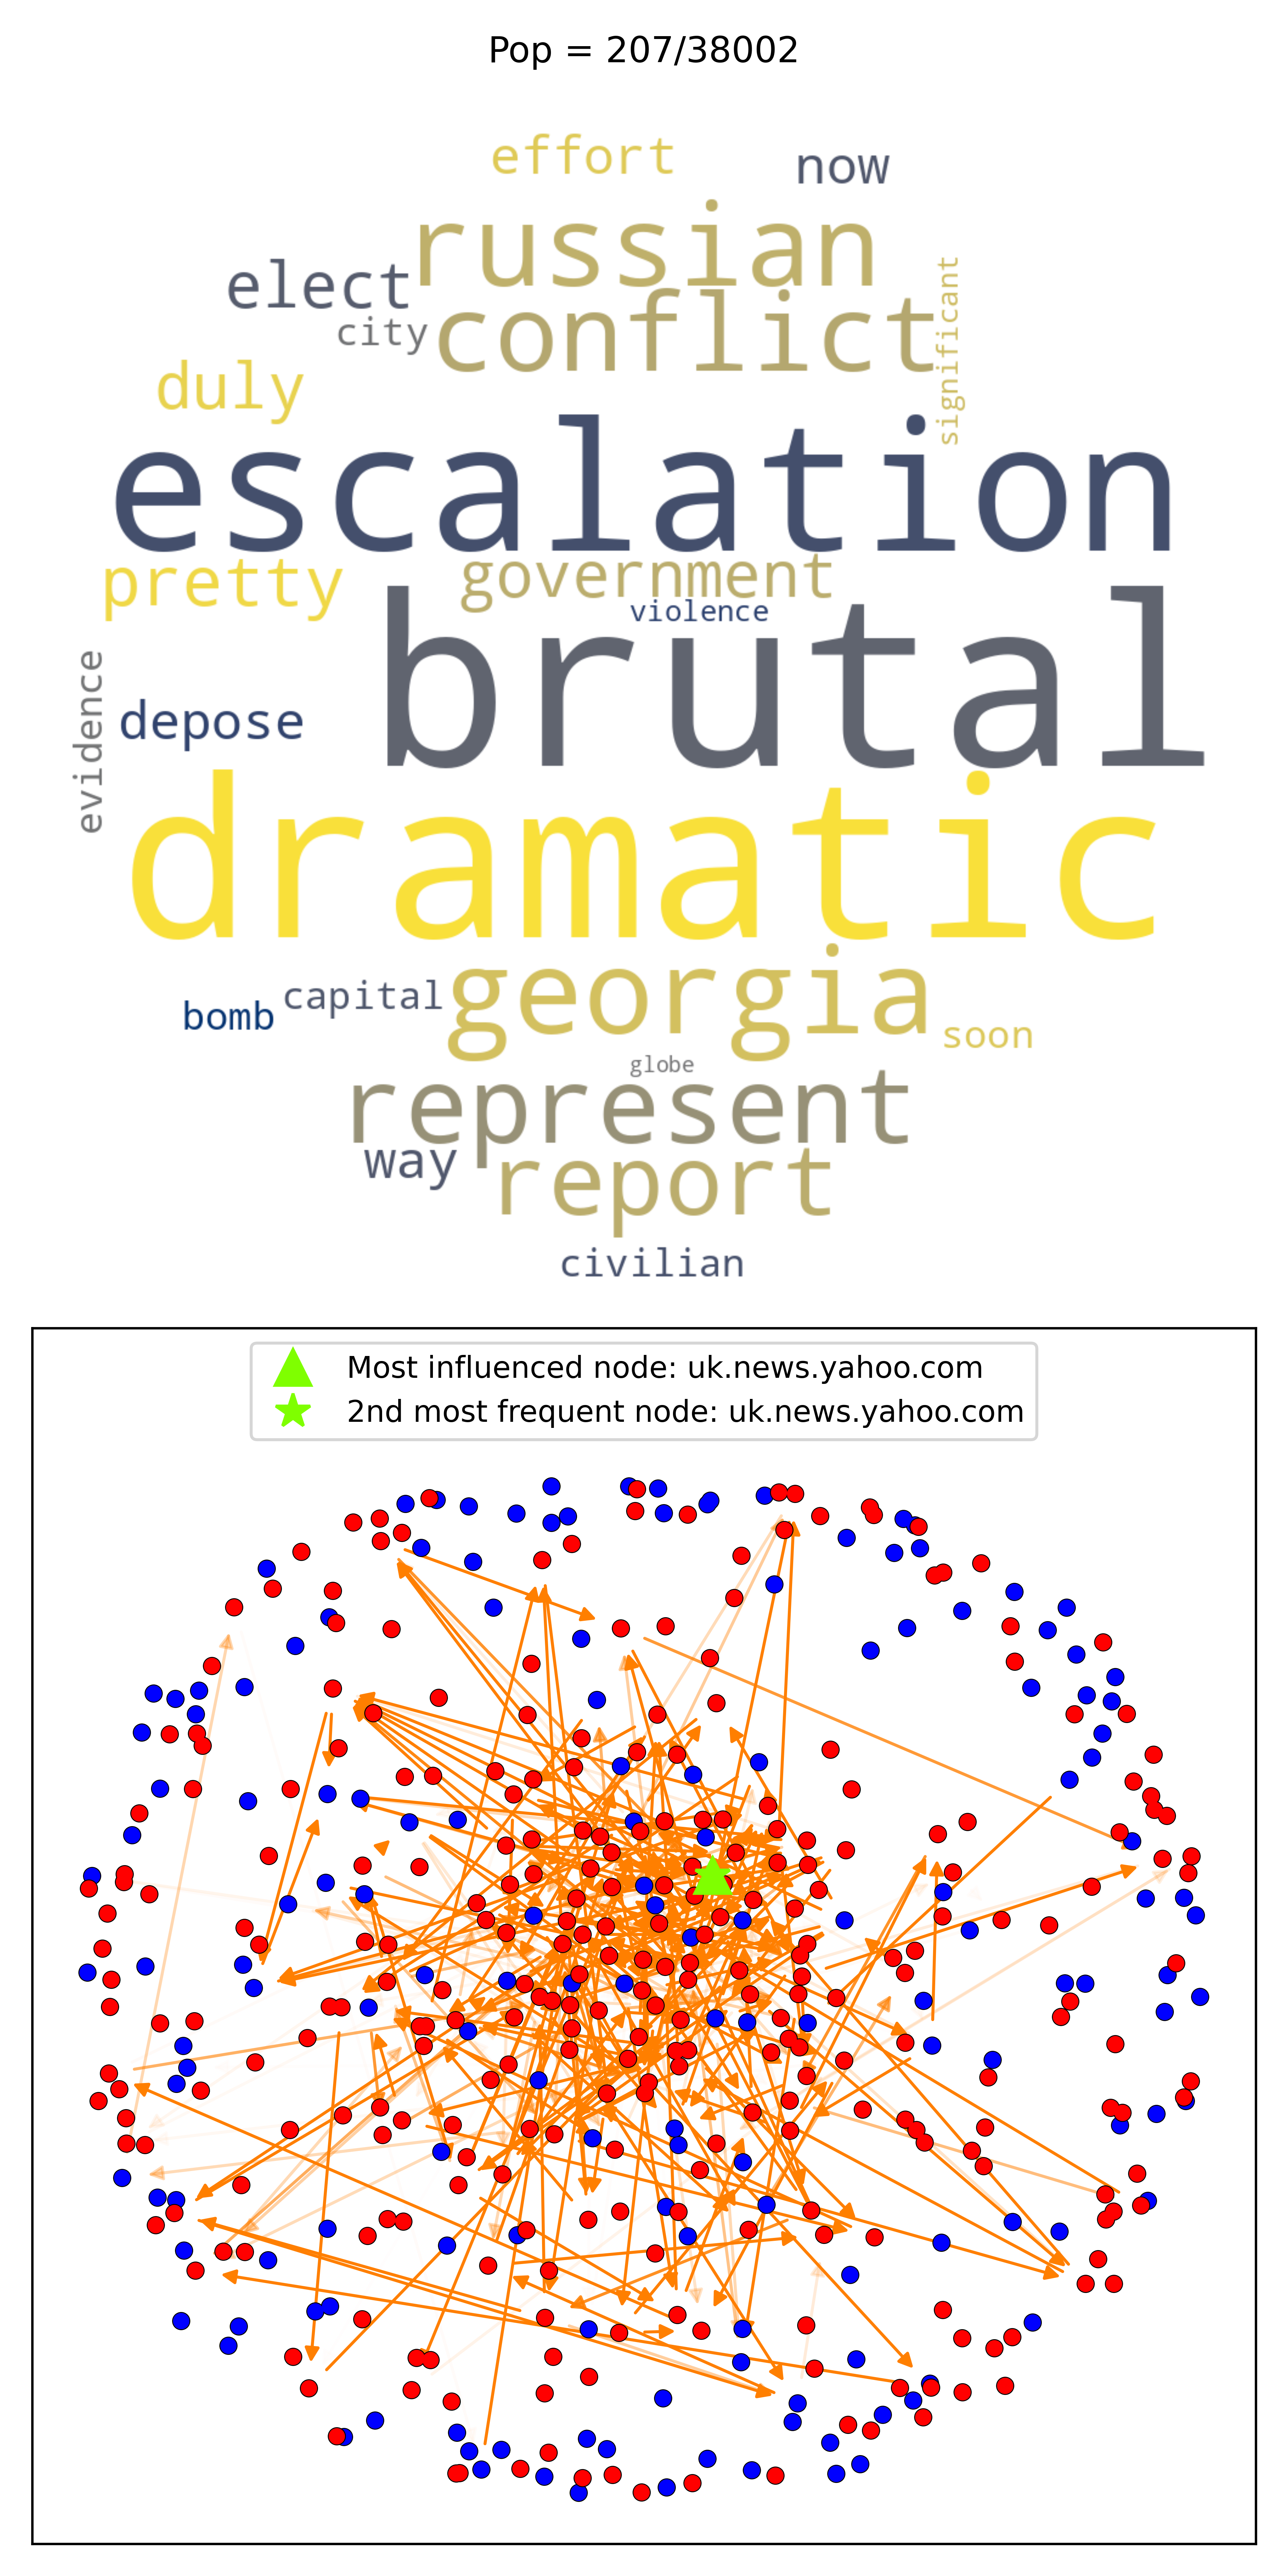 Pop = 207/38002
effort
now
russian
elect
city
conflict
significant
duly
escalation
pretty
government
violence
brutal
evidence
depose
dramatic
bomb
capital
georgia
soon
globe
represent
way
report
civilian
Most influenced node: uk.news.yahoo.com
2nd most frequent node: uk.news.yahoo.com